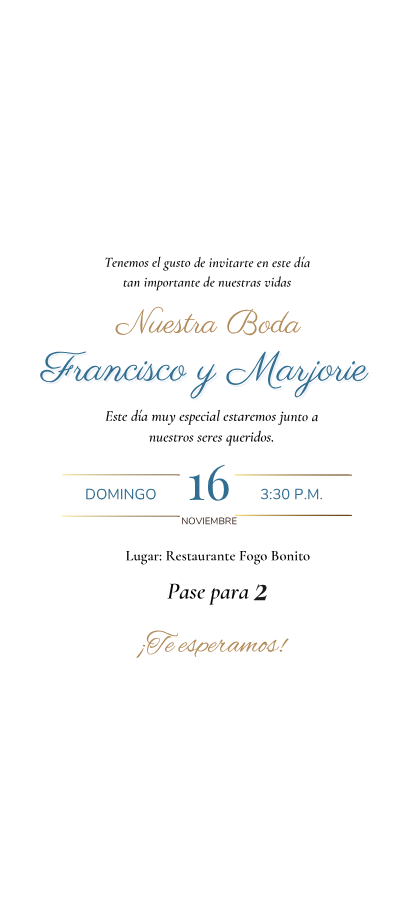 Tenemos el gusto de invitarte en este día
tan importante de nuestras vidas
Nuestra Boda
Francisco y Marjorie
Este día muy especial estaremos junto a
nuestros seres queridos.
DOMINGO 16 3:30 P.M.
NOVIEMBRE
Lugar: Restaurante Fogo Bonito
Pase para 2
¡Te esperamos!